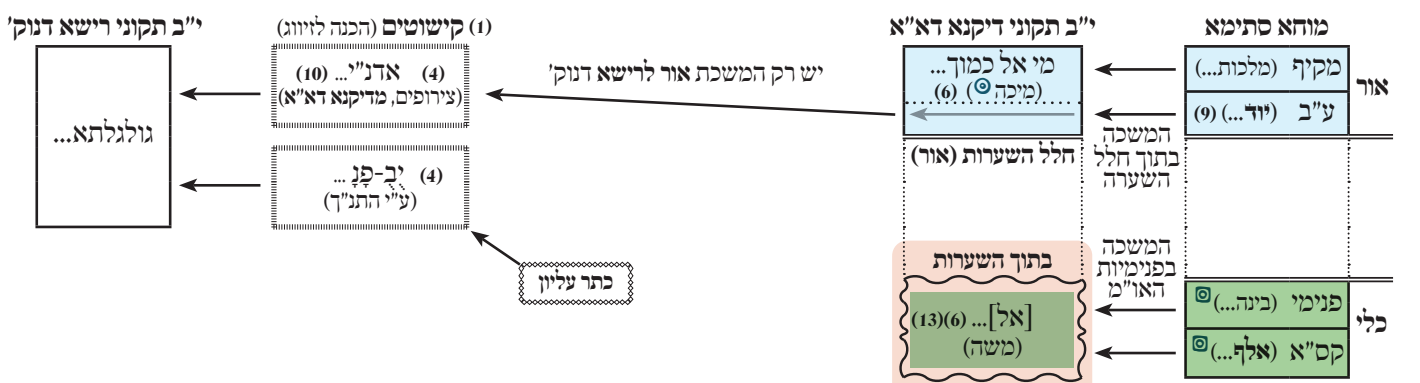 מוחא סתימא
אור
מקיף (מלכות...)
ע"ב (יוד...) (9)
כלי
פנימי (בינה...)
קס"א (אלף...)
המשכה
בתוך חלל
השערה
המשכה
בפנימיות
האו"מ
י"ב תקוני דיקנא דא"א
מי אל כמוך...
(מיכה) (6)
חלל השערות (אור)
בתוך השערות
[אל]... (6)(13)
(משה)
יש רק המשכת אור לרישא דנוק'
(1) קישוטים (הכנה לזיווג)
(4) אדנ"י... (10)
(צירופים, מדיקנא דא"א)
(4) יֻבֻ-פָנָ ...
(ע"י התנ"ך)
כתר עליון
י"ב תקוני רישא דנוק'
גולגלתא...